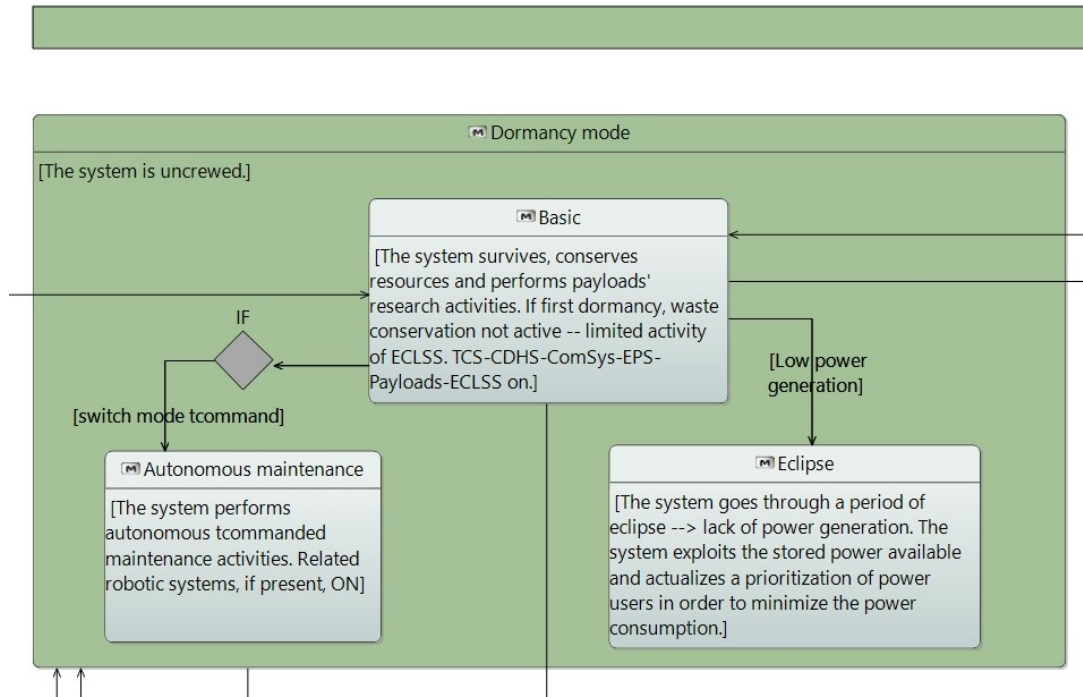 Dormancy mode
[The system is uncrewed.]
Basic
[The system survives, conserves
resources and performs payloads'
research activities. If first dormancy, waste
conservation not active -- limited activity
of ECLSS. TCS-CDHS-ComSys-EPS-
Payloads-ECLSS on.]
IF
[Low power
generation]
[switch mode tcommand]
Autonomous maintenance
[The system performs
autonomous tcommanded
maintenance activities. Related
robotic systems, if present, ON]
Eclipse
[The system goes through a period of
eclipse --> lack of power generation. The
system exploits the stored power available
and actualizes a prioritization of power
users in order to minimize the power
consumption.]